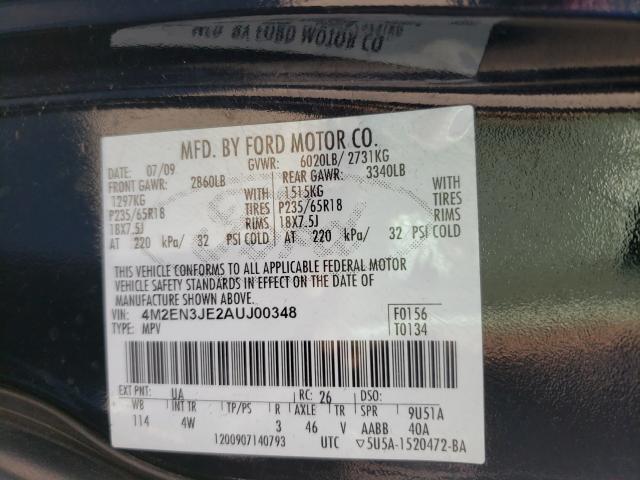 MFD. BY FORD MOTOR CO.
DATE: 07/09 GVWR: 6020LB/ 2731KG
FRONT GAWR: 2860LB REAR GAWR: 3340LB
1297KG WITH 1515KG WITH
P235/65R18 TIRES P235/65R18 TIRES
18X7.5J RIMS 18X7.5J RIMS
AT 220 kPa/ 32 PSI COLD AT 220 kPa/ 32 PSI COLD
THIS VEHICLE CONFORMS TO ALL APPLICABLE FEDERAL MOTOR
VEHICLE SAFETY STANDARDS IN EFFECT ON THE DATE OF
MANUFACTURE SHOWN ABOVE.
VIN: 4M2EN3JE2AUJ00348 F0156
TYPE: MPV T0134
EXT PNT: UA RC: 26 DSO:
WB INT TR TP/PS R AXLE TR SPR 9U51A
114 4W 3 46 V AABB 40A
1200907140793 UTC ▽5U5A-1520472-BA